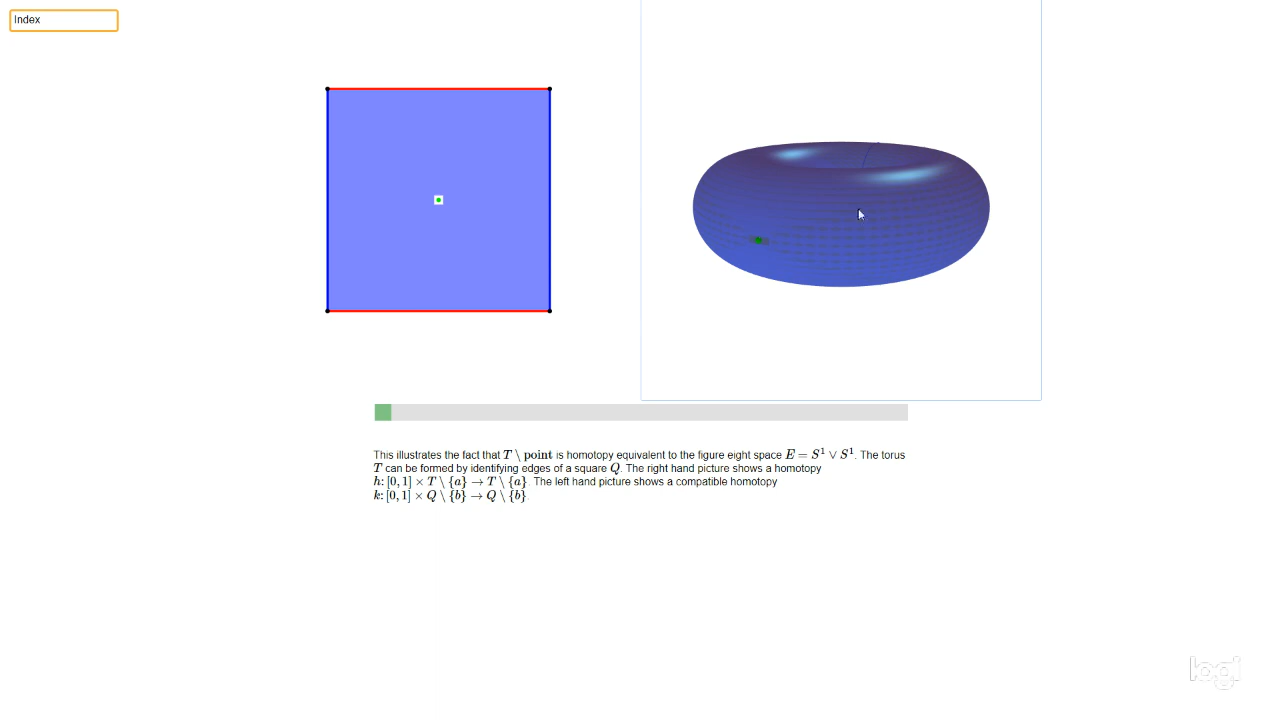 Index
This illustrates the fact that T \ point is homotopy equivalent to the figure eight space E = S¹ ∨ S¹. The torus
T can be formed by identifying edges of a square Q. The right hand picture shows a homotopy
h: [0, 1] × T \ {a} → T \ {a} The left hand picture shows a compatible homotopy
k: [0, 1] × Q \ {b} → Q \ {b}.
logi